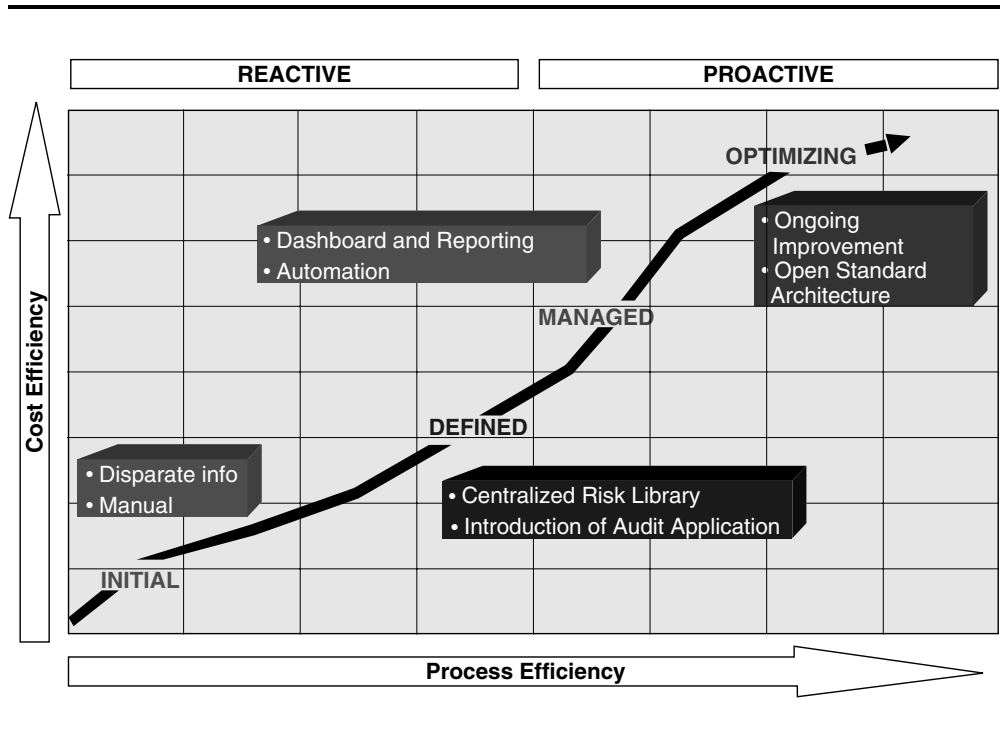 REACTIVE
PROACTIVE
OPTIMIZING
• Ongoing
Improvement
• Open Standard
Architecture
• Dashboard and Reporting
• Automation
MANAGED
Cost Efficiency
DEFINED
• Disparate info
• Manual
• Centralized Risk Library
• Introduction of Audit Application
INITIAL
Process Efficiency